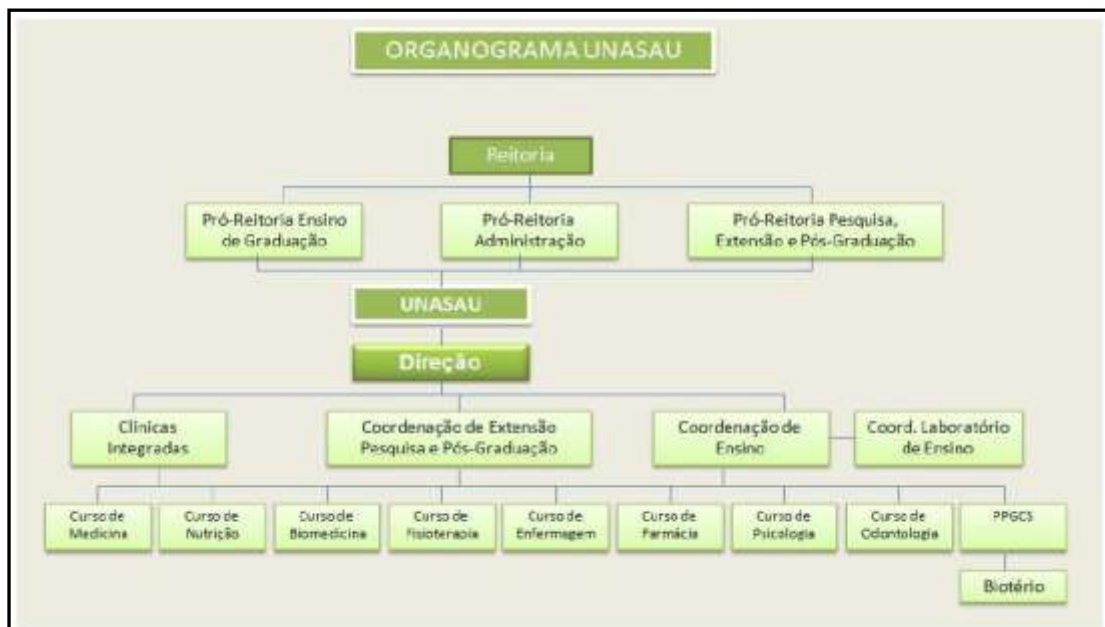 ORGANOGRAMA UNASAU
Reitoria
Pró-Reitoria Ensino
de Graduação
Pró-Reitoria
Administração
Pró-Reitoria Pesquisa,
Extensão e Pós-Graduação
UNASAU
Direção
Clinicas
Integradas
Coordenação de Extensão
Pesquisa e Pós-Graduação
Coordenação de
Ensino
Coord. Laboratório
de Ensino
Curso de
Medicina
Curso de
Nutrição
Curso de
Biomedicina
Curso de
Fisioterapia
Curso de
Enfermagem
Curso de
Farmácia
Curso de
Psicologia
Curso de
Odontologia
PPGCS
Biotério